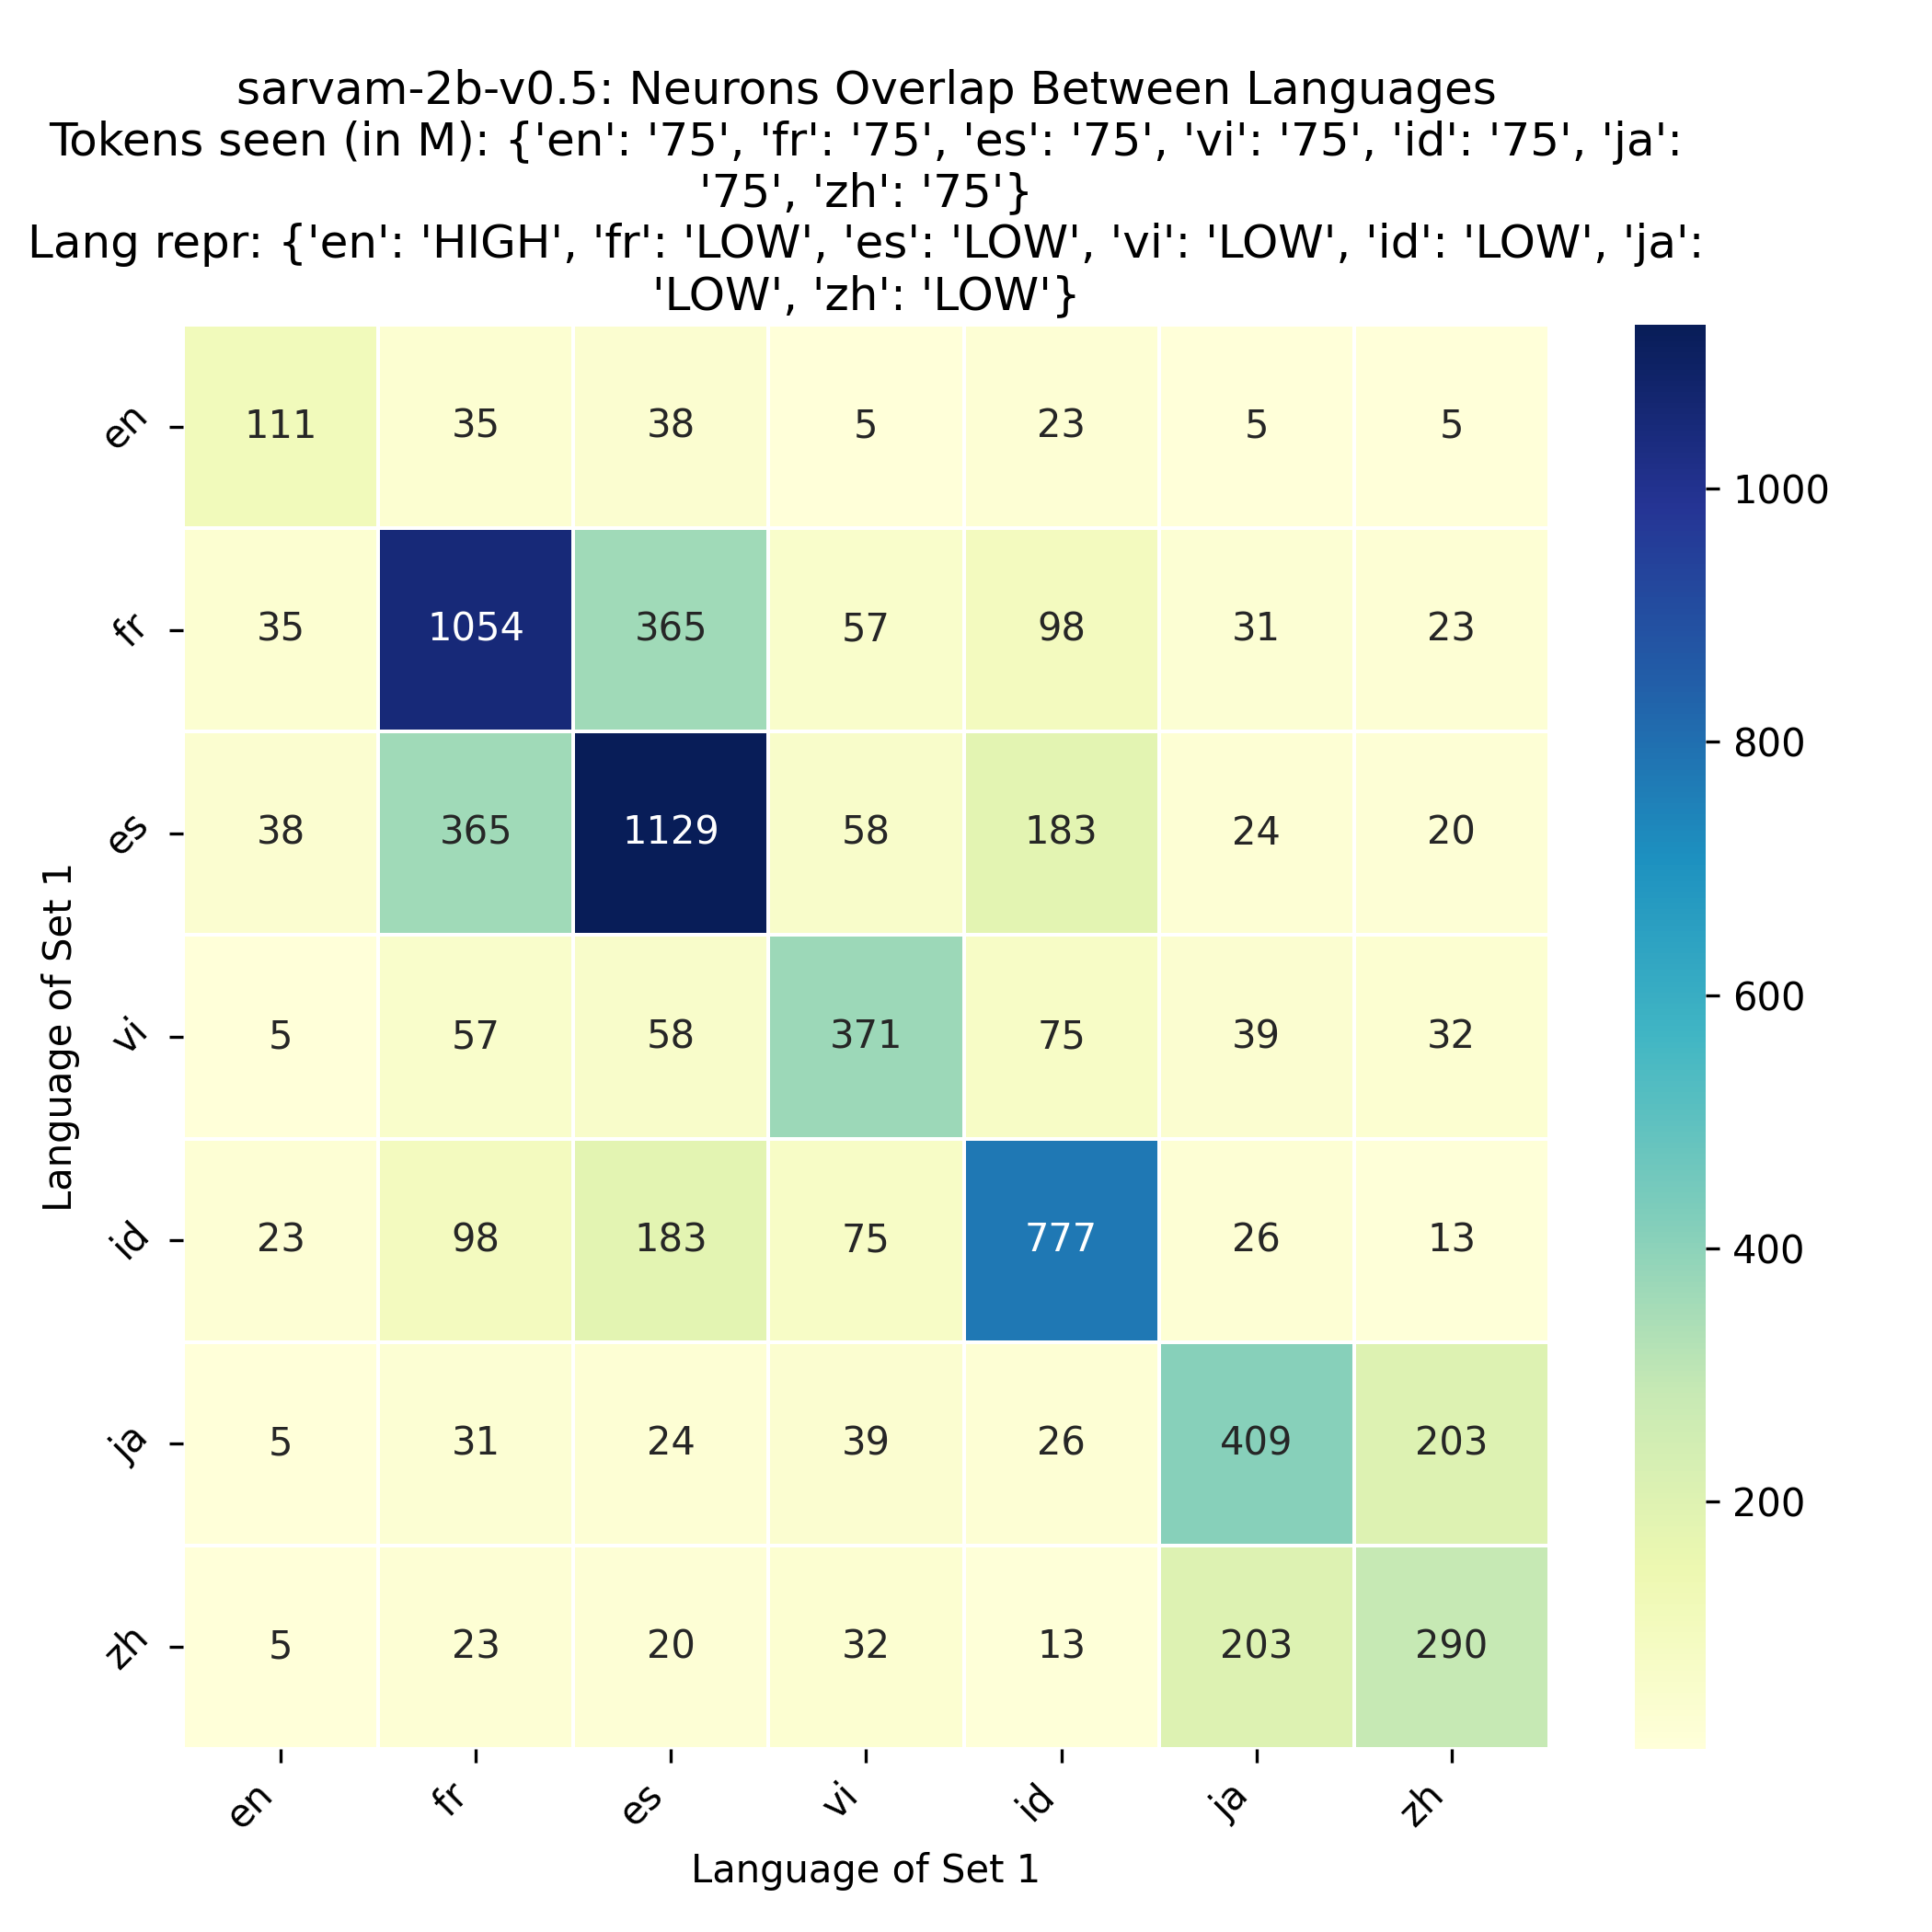 sarvam-2b-v0.5: Neurons Overlap Between Languages
Tokens seen (in M): {'en': '75', 'fr': '75', 'es': '75', 'vi': '75', 'id': '75', 'ja':
'75', 'zh': '75'}
Lang repr: {'en': 'HIGH', 'fr': 'LOW', 'es': 'LOW', 'vi': 'LOW', 'id': 'LOW', 'ja':
'LOW', 'zh': 'LOW'}
Language of Set 1
en 111 35 38 5 23 5 5
fr 35 1054 365 57 98 31 23
es 38 365 1129 58 183 24 20
vi 5 57 58 371 75 39 32
id 23 98 183 75 777 26 13
ja 5 31 24 39 26 409 203
zh 5 23 20 32 13 203 290
en fr es vi id ja zh
Language of Set 1
1000
800
600
400
200